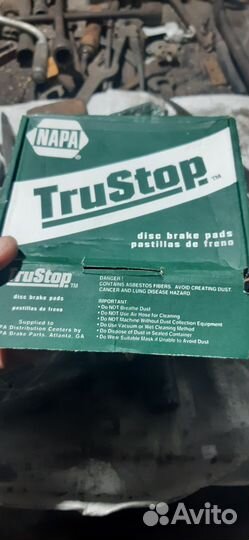 NAPA
TruStop™
disc brake pads
pastillas de freno
TruStop™
disc brake pads
pastillas de freno
Supplied to
PA Distribution Centers by
PA Brake Parts, Atlanta, GA
DANGER!
CONTAINS ASBESTOS FIBERS. AVOID CREATING DUST.
CANCER AND LUNG DISEASE HAZARD.
IMPORTANT:
• Do NOT Breathe Dust
• Do NOT Use Air Hose for Cleaning
• Do NOT Machine Without Dust Collection Equipment
• Do Use Vacuum or Wet Cleaning Method
• Do Dispose of Dust in Sealed Container
• Do Wear Suitable Mask if Unable to Avoid Dust
Avito